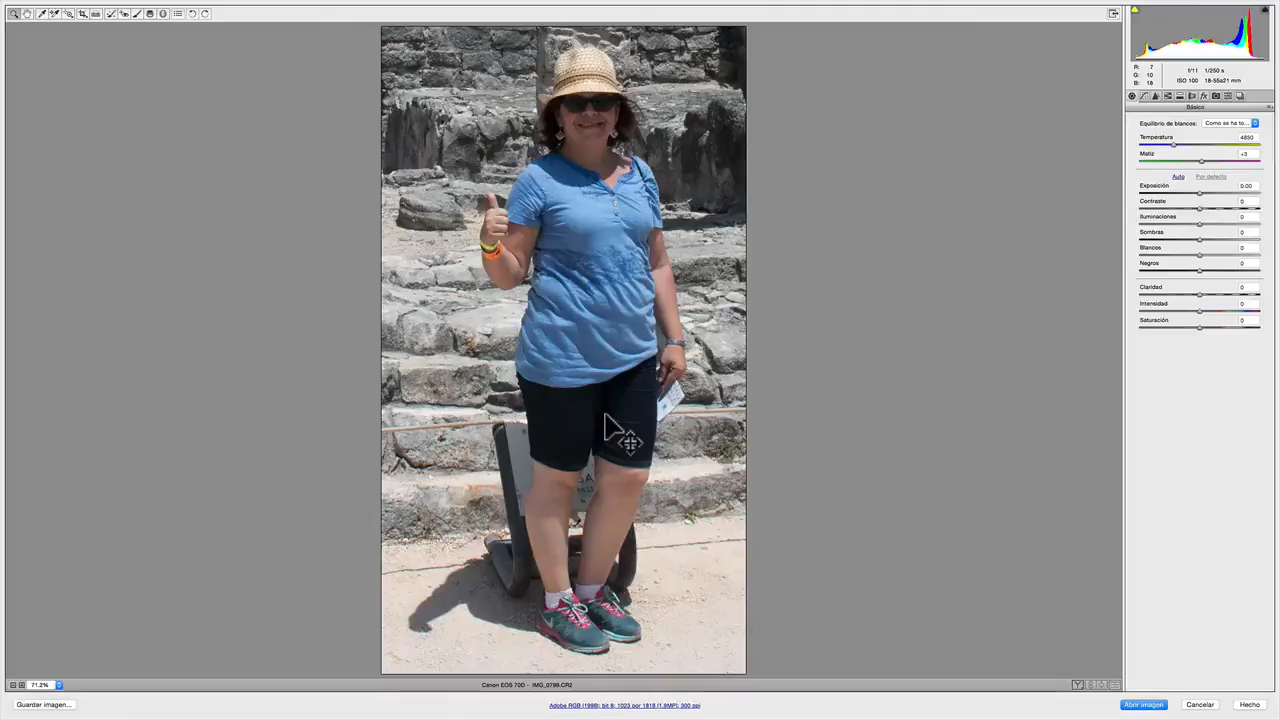 R: 7
G: 10
B: 18
f/11 1/250 s
ISO 100 18-55a21 mm
Básico
Equilibrio de blancos: Como se ha to...
Temperatura 4850
Matiz +3
Auto Por defecto
Exposición 0.00
Contraste 0
Iluminaciones 0
Sombras 0
Blancos 0
Negros 0
Claridad 0
Intensidad 0
Saturación 0
71.2%
Canon EOS 70D - IMG_0798.CR2
Guardar imagen...
Adobe RGB (1998); bit 8; 1023 por 1818 (1.9MP); 300 ppi
Abrir imagen
Cancelar
Hecho